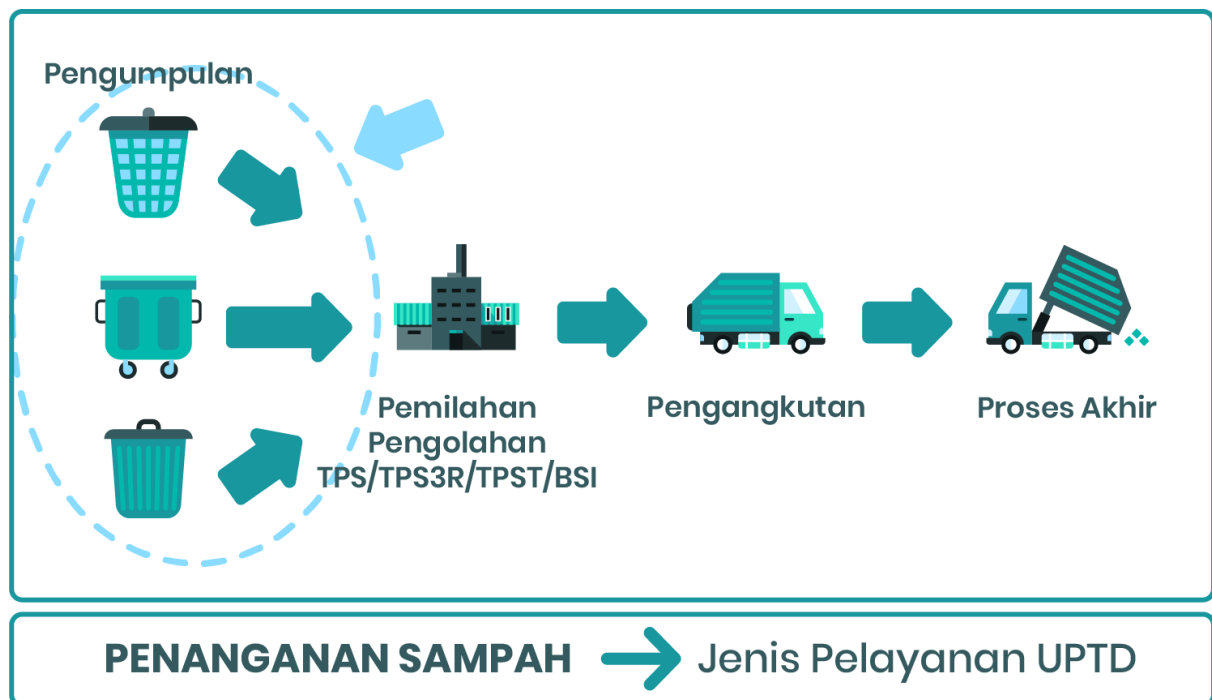 Pengumpulan
Pemilahan
Pengolahan
TPS/TPS3R/TPST/BSI
Pengangkutan
Proses Akhir
PENANGANAN SAMPAH
Jenis Pelayanan UPTD